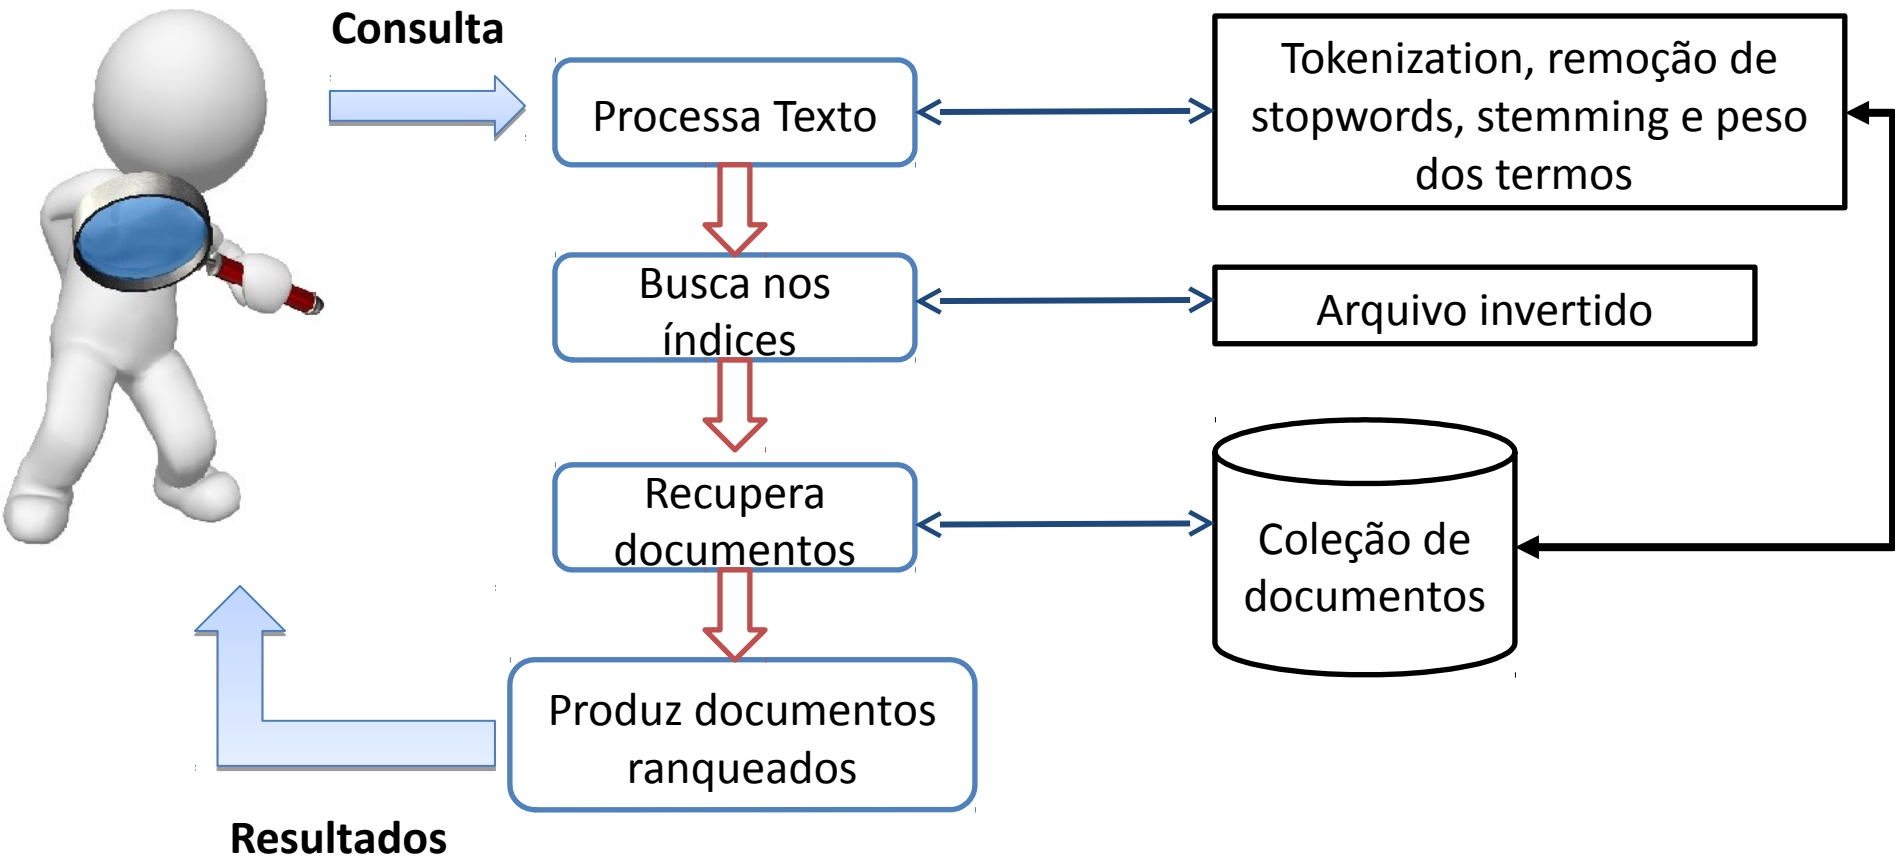 Consulta
Processa Texto
Tokenization, remoção de
stopwords, stemming e peso
dos termos
Busca nos
índices
Arquivo invertido
Recupera
documentos
Coleção de
documentos
Produz documentos
ranqueados
Resultados